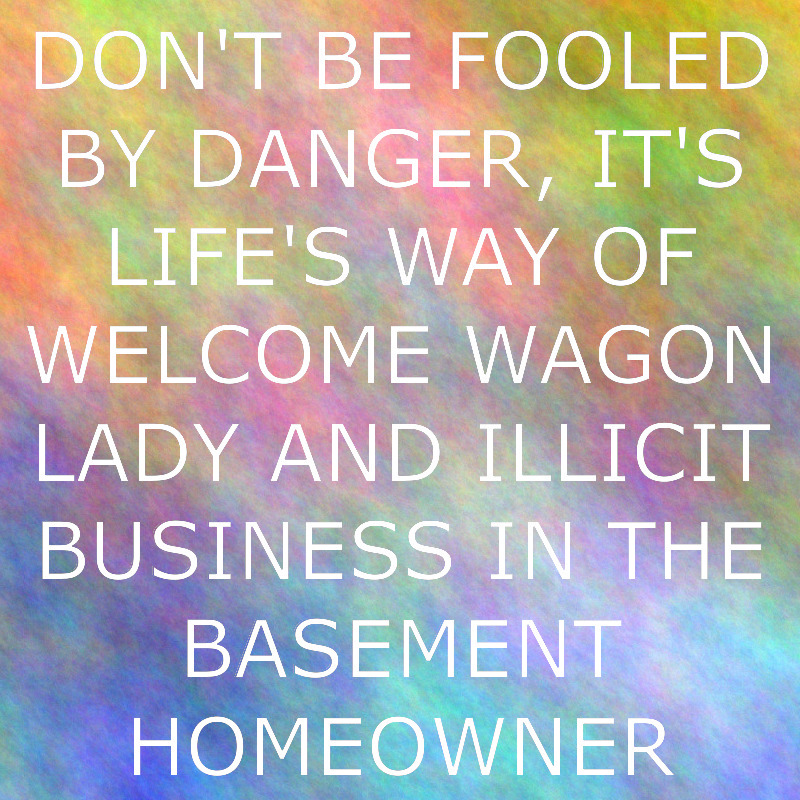 DON'T BE FOOLED
BY DANGER, IT'S
LIFE'S WAY OF
WELCOME WAGON
LADY AND ILLICIT
BUSINESS IN THE
BASEMENT
HOMEOWNER